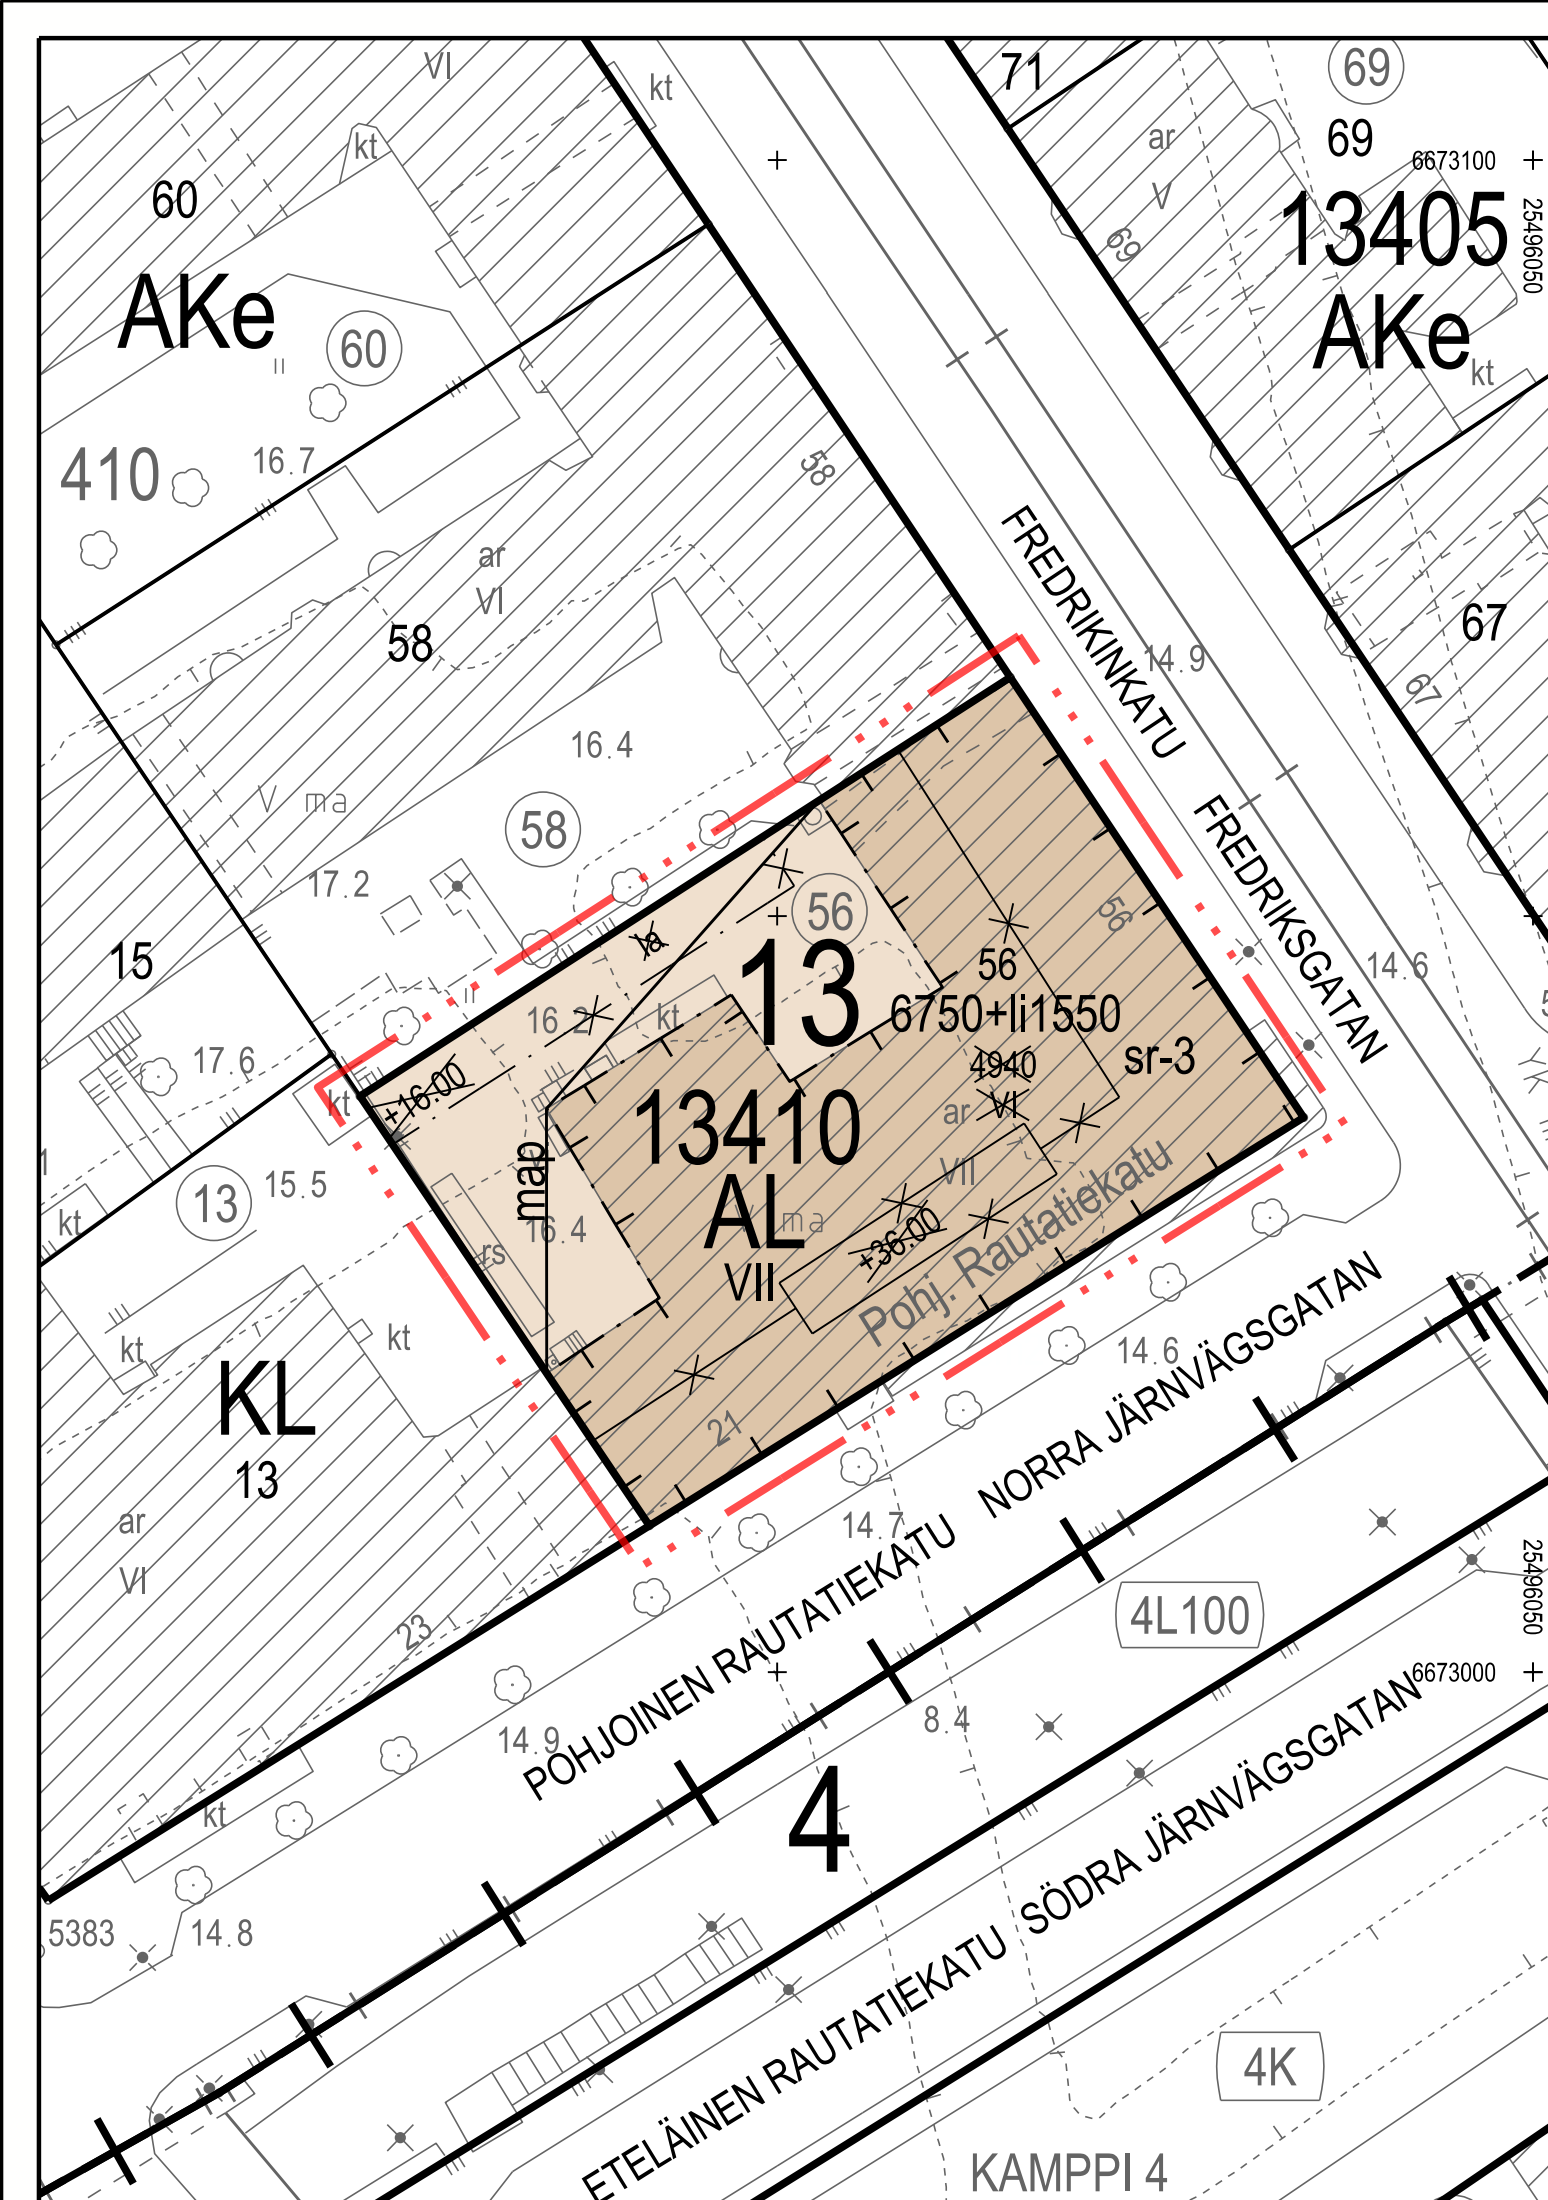 VI
kt
71
69
kt
ar
69
6673100
60
V
13405
25496050
69
AKe
60
AKe
kt
II
410
16.7
58
ar
VI
FREDRIKINKATU
67
58
14.9
67
16.4
V ma
58
FREDRIKSGATAN
17.2
56
56
15
la
56
14.6
13
II
16.2
kt
6750+li1550
17.6
4940
sr-3
+16.00
kt
13410
ar
VI
map
VII
Pohj. Rautatiekatu
13
15.5
AL
ma
kt
16.4
rs
+36.00
VII
kt
kt
14.6
KL
21
13
NORRA JÄRNVÄGSGATAN
ar
14.7
VI
25496050
23
4L100
POHJOINEN RAUTATIEKATU
6673000
8.4
14.9
kt
4
SÖDRA JÄRNVÄGSGATAN
5383
14.8
ETELÄINEN RAUTATIEKATU
4K
KAMPPI 4